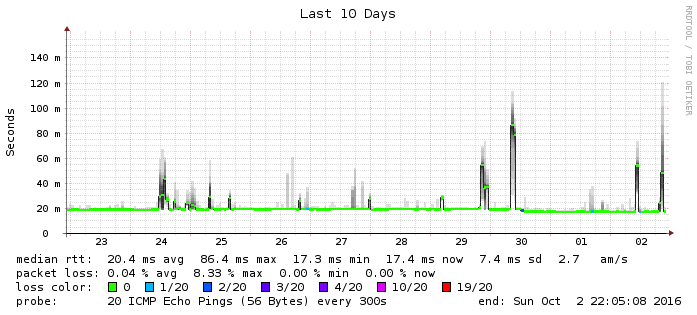 Last 10 Days
RRDTOOL / TOBI OETIKER
Seconds
140 m
120 m
100 m
80 m
60 m
40 m
20 m
0
23 24 25 26 27 28 29 30 01 02
median rtt: 20.4 ms avg 86.4 ms max 17.3 ms min 17.4 ms now 7.4 ms sd 2.7 am/s
packet loss: 0.04 % avg 8.33 % max 0.00 % min 0.00 % now
loss color: 0 1/20 2/20 3/20 4/20 10/20 19/20
probe: 20 ICMP Echo Pings (56 Bytes) every 300s end: Sun Oct 2 22:05:08 2016